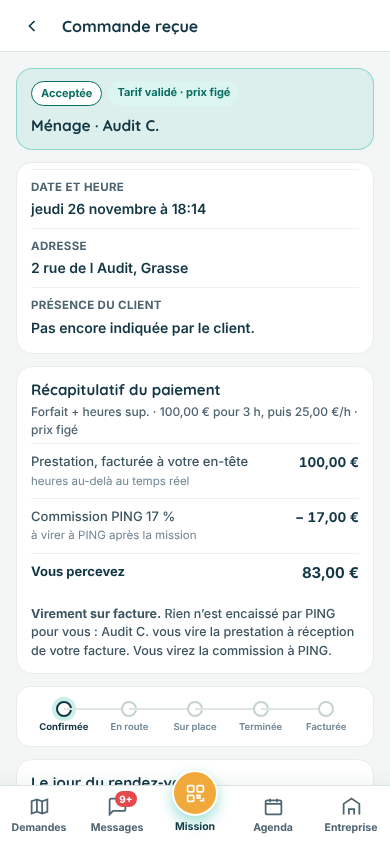 Commande reçue
Acceptée
Tarif validé · prix figé
Ménage · Audit C.
DATE ET HEURE
jeudi 26 novembre à 18:14
ADRESSE
2 rue de l Audit, Grasse
PRÉSENCE DU CLIENT
Pas encore indiquée par le client.
Récapitulatif du paiement
Forfait + heures sup. · 100,00 € pour 3 h, puis 25,00 €/h ·
prix figé
Prestation, facturée à votre en-tête 100,00 €
heures au-delà au temps réel
Commission PING 17 % – 17,00 €
à virer à PING après la mission
Vous percevez 83,00 €
Virement sur facture. Rien n’est encaissé par PING
pour vous : Audit C. vous vire la prestation à réception
de votre facture. Vous virez la commission à PING.
Confirmée En route Sur place Terminée Facturée
Le jour du
9+
Demandes Messages Mission Agenda Entreprise